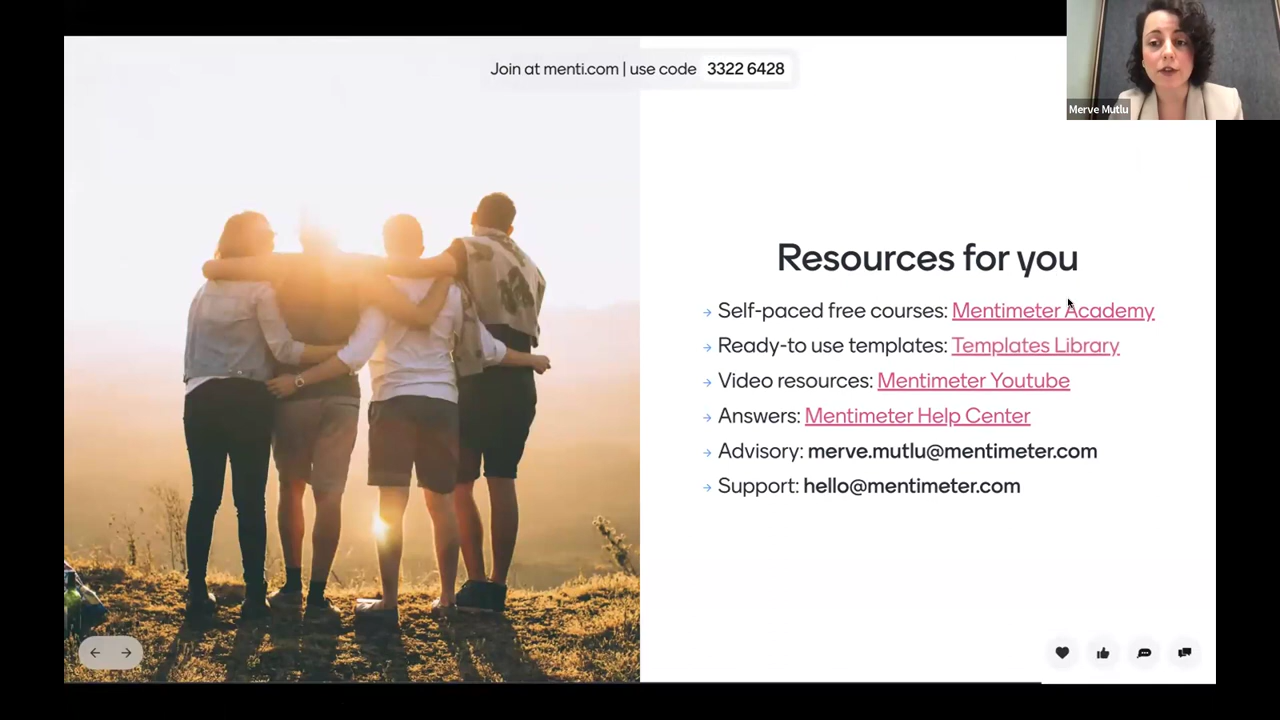 Join at menti.com | use code 3322 6428
Merve Mutlu
Resources for you
→ Self-paced free courses: Mentimeter Academy
→ Ready-to use templates: Templates Library
→ Video resources: Mentimeter Youtube
→ Answers: Mentimeter Help Center
→ Advisory: merve.mutlu@mentimeter.com
→ Support: hello@mentimeter.com